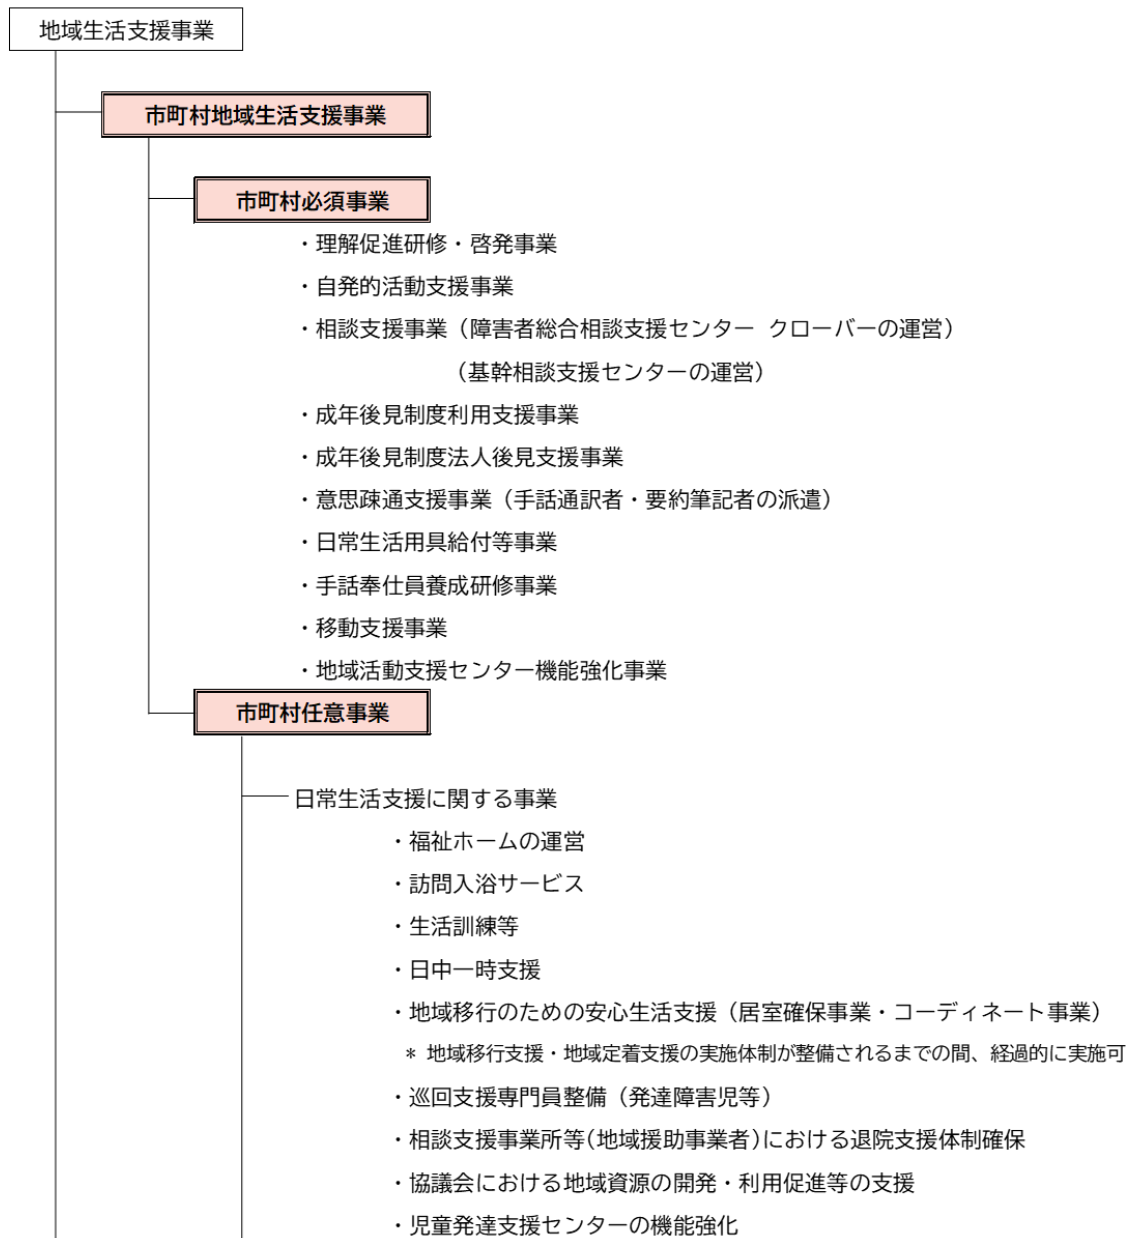 地域生活支援事業
市町村地域生活支援事業
市町村必須事業
・理解促進研修・啓発事業
・自発的活動支援事業
・相談支援事業（障害者総合相談支援センター クローバーの運営）
（基幹相談支援センターの運営）
・成年後見制度利用支援事業
・成年後見制度法人後見支援事業
・意思疎通支援事業（手話通訳者・要約筆記者の派遣）
・日常生活用具給付等事業
・手話奉仕員養成研修事業
・移動支援事業
・地域活動支援センター機能強化事業
市町村任意事業
日常生活支援に関する事業
・福祉ホームの運営
・訪問入浴サービス
・生活訓練等
・日中一時支援
・地域移行のための安心生活支援（居室確保事業・コーディネート事業）
* 地域移行支援・地域定着支援の実施体制が整備されるまでの間、経過的に実施可
・巡回支援専門員整備（発達障害児等）
・相談支援事業所等(地域援助事業者)における退院支援体制確保
・協議会における地域資源の開発・利用促進等の支援
・児童発達支援センターの機能強化